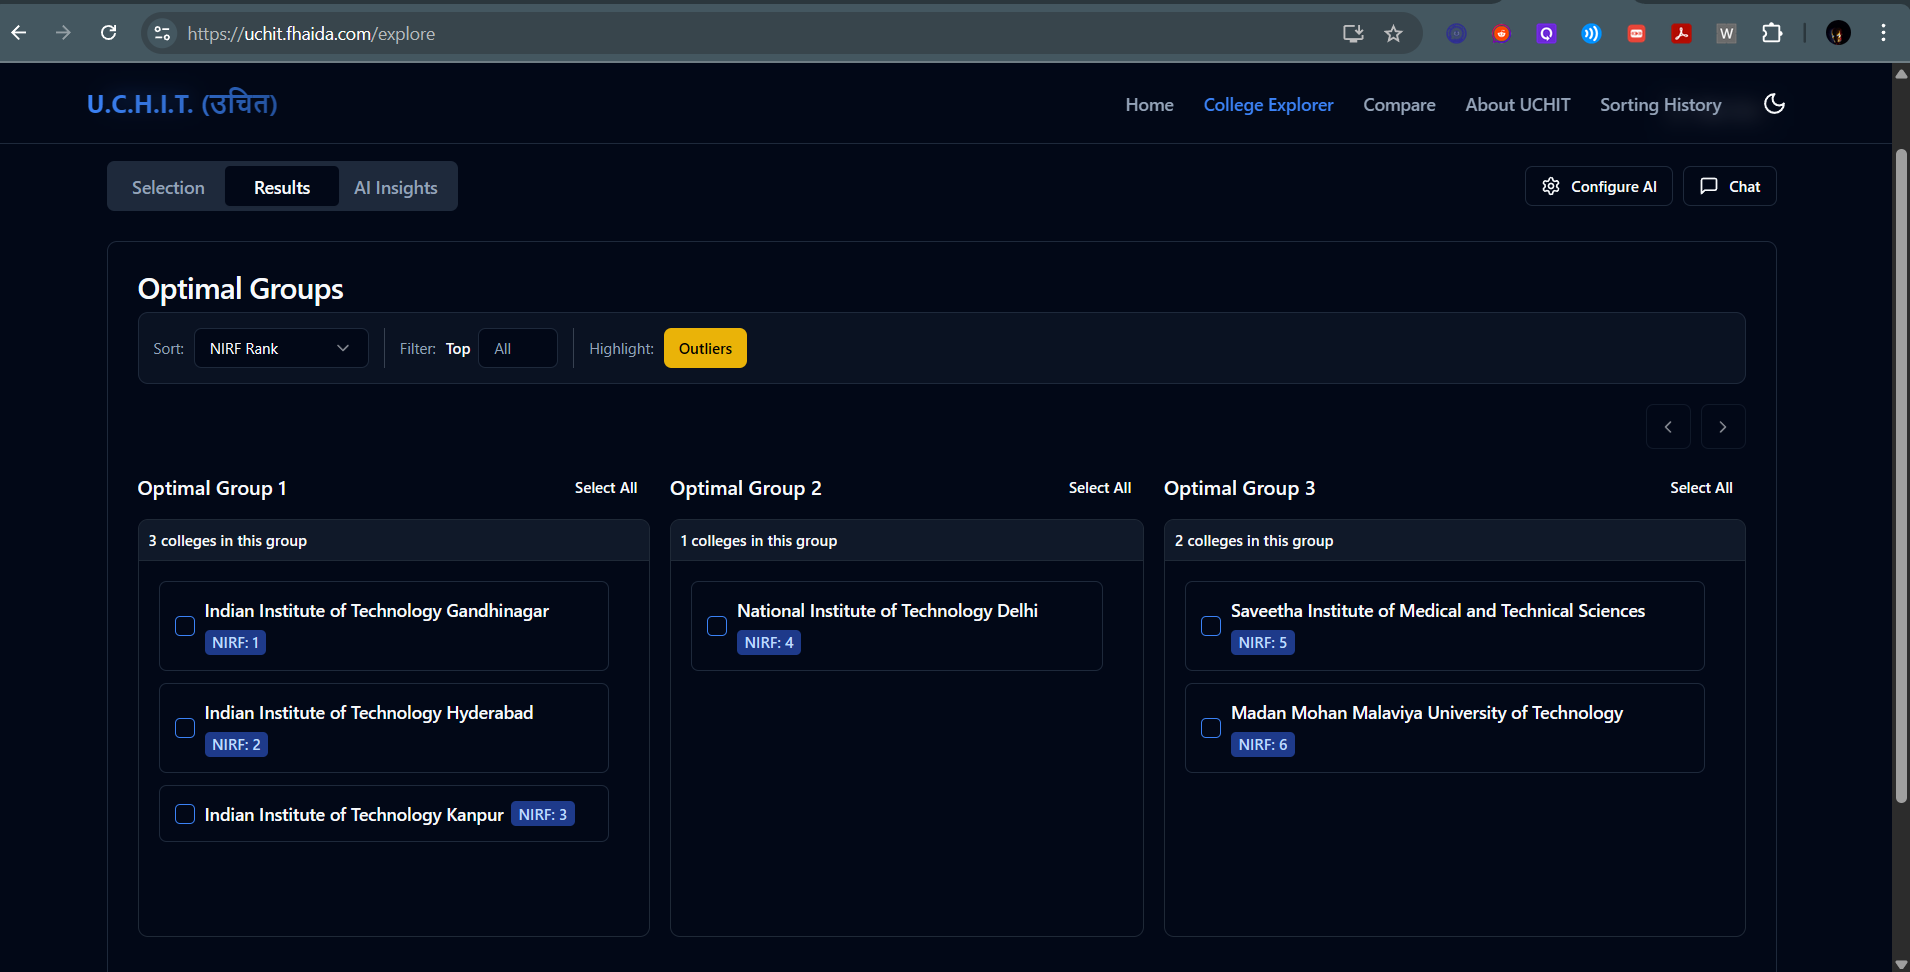 https://uchit.fhaida.com/explore
U.C.H.I.T. (उचित)
Home College Explorer Compare About UCHIT Sorting History
Selection Results AI Insights
Configure AI Chat
Optimal Groups
Sort: NIRF Rank Filter: Top All Highlight: Outliers
Optimal Group 1 Select All
3 colleges in this group
Indian Institute of Technology Gandhinagar
NIRF: 1
Indian Institute of Technology Hyderabad
NIRF: 2
Indian Institute of Technology Kanpur NIRF: 3
Optimal Group 2 Select All
1 colleges in this group
National Institute of Technology Delhi
NIRF: 4
Optimal Group 3 Select All
2 colleges in this group
Saveetha Institute of Medical and Technical Sciences
NIRF: 5
Madan Mohan Malaviya University of Technology
NIRF: 6